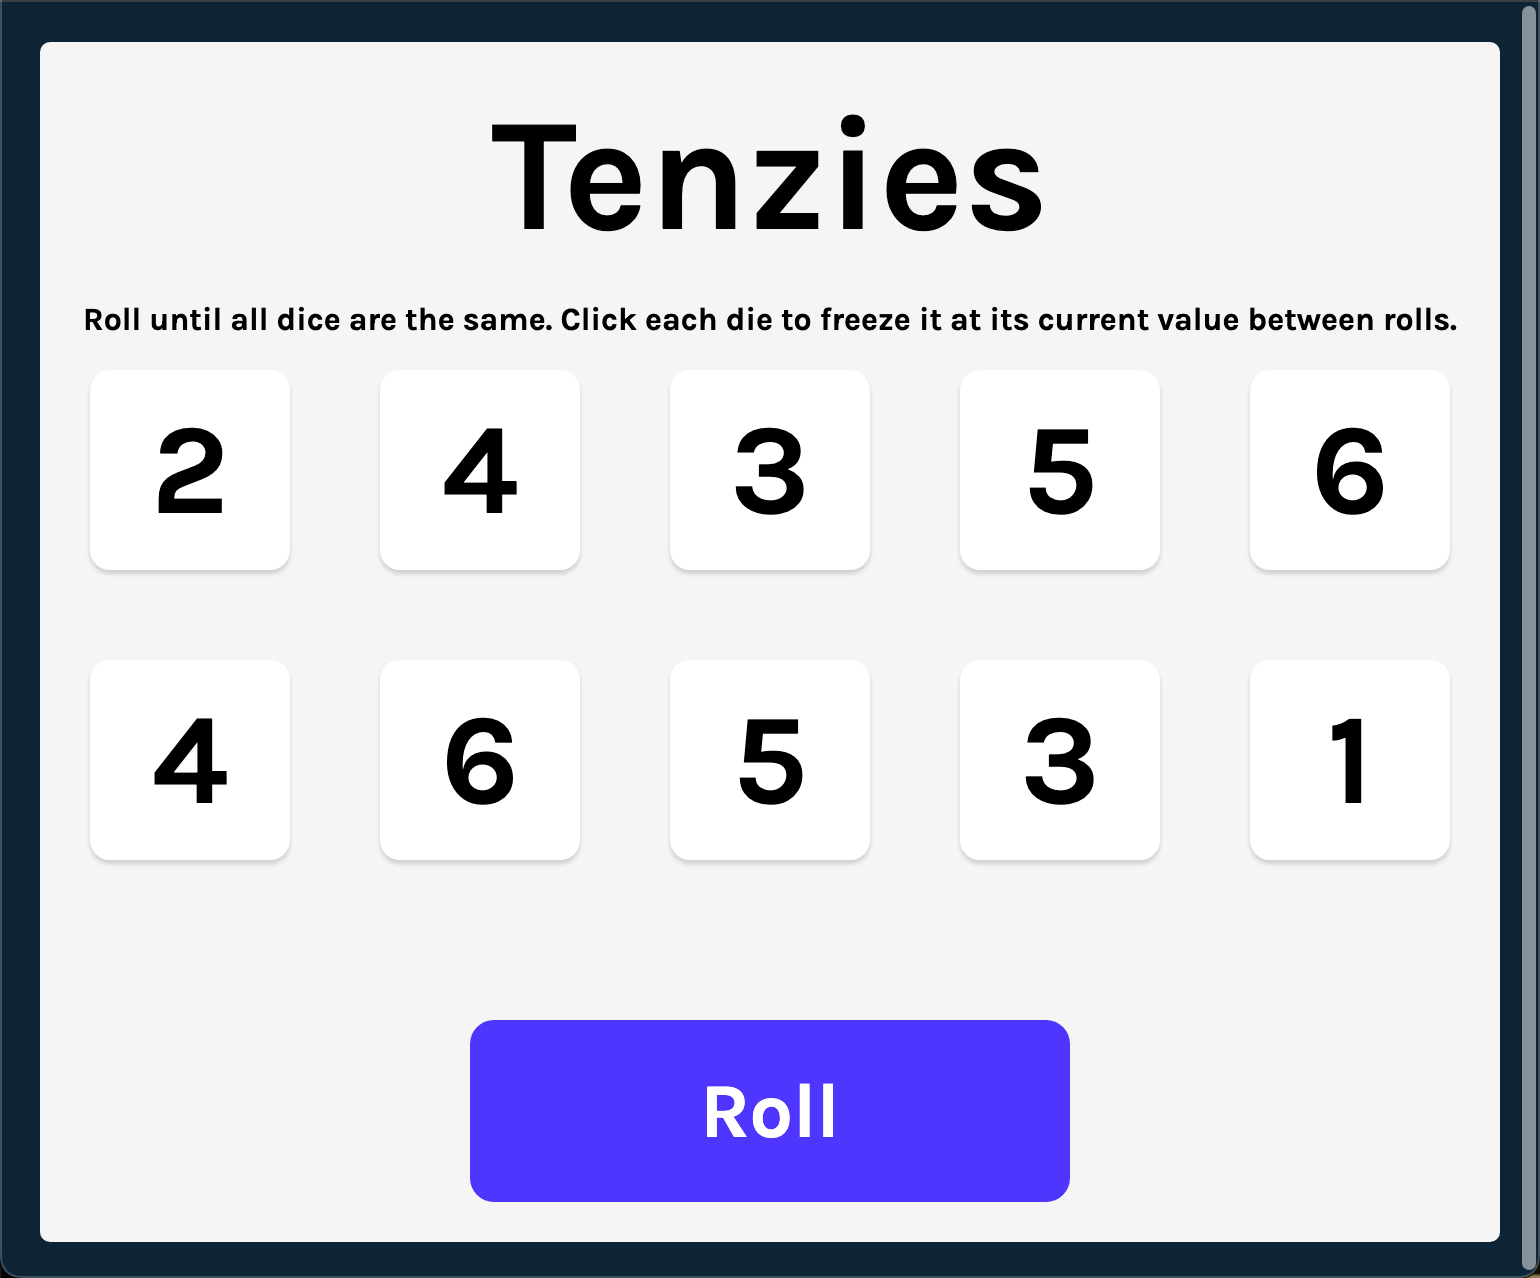 Tenzies
Roll until all dice are the same. Click each die to freeze it at its current value between rolls.
2 4 3 5 6
4 6 5 3 1
Roll